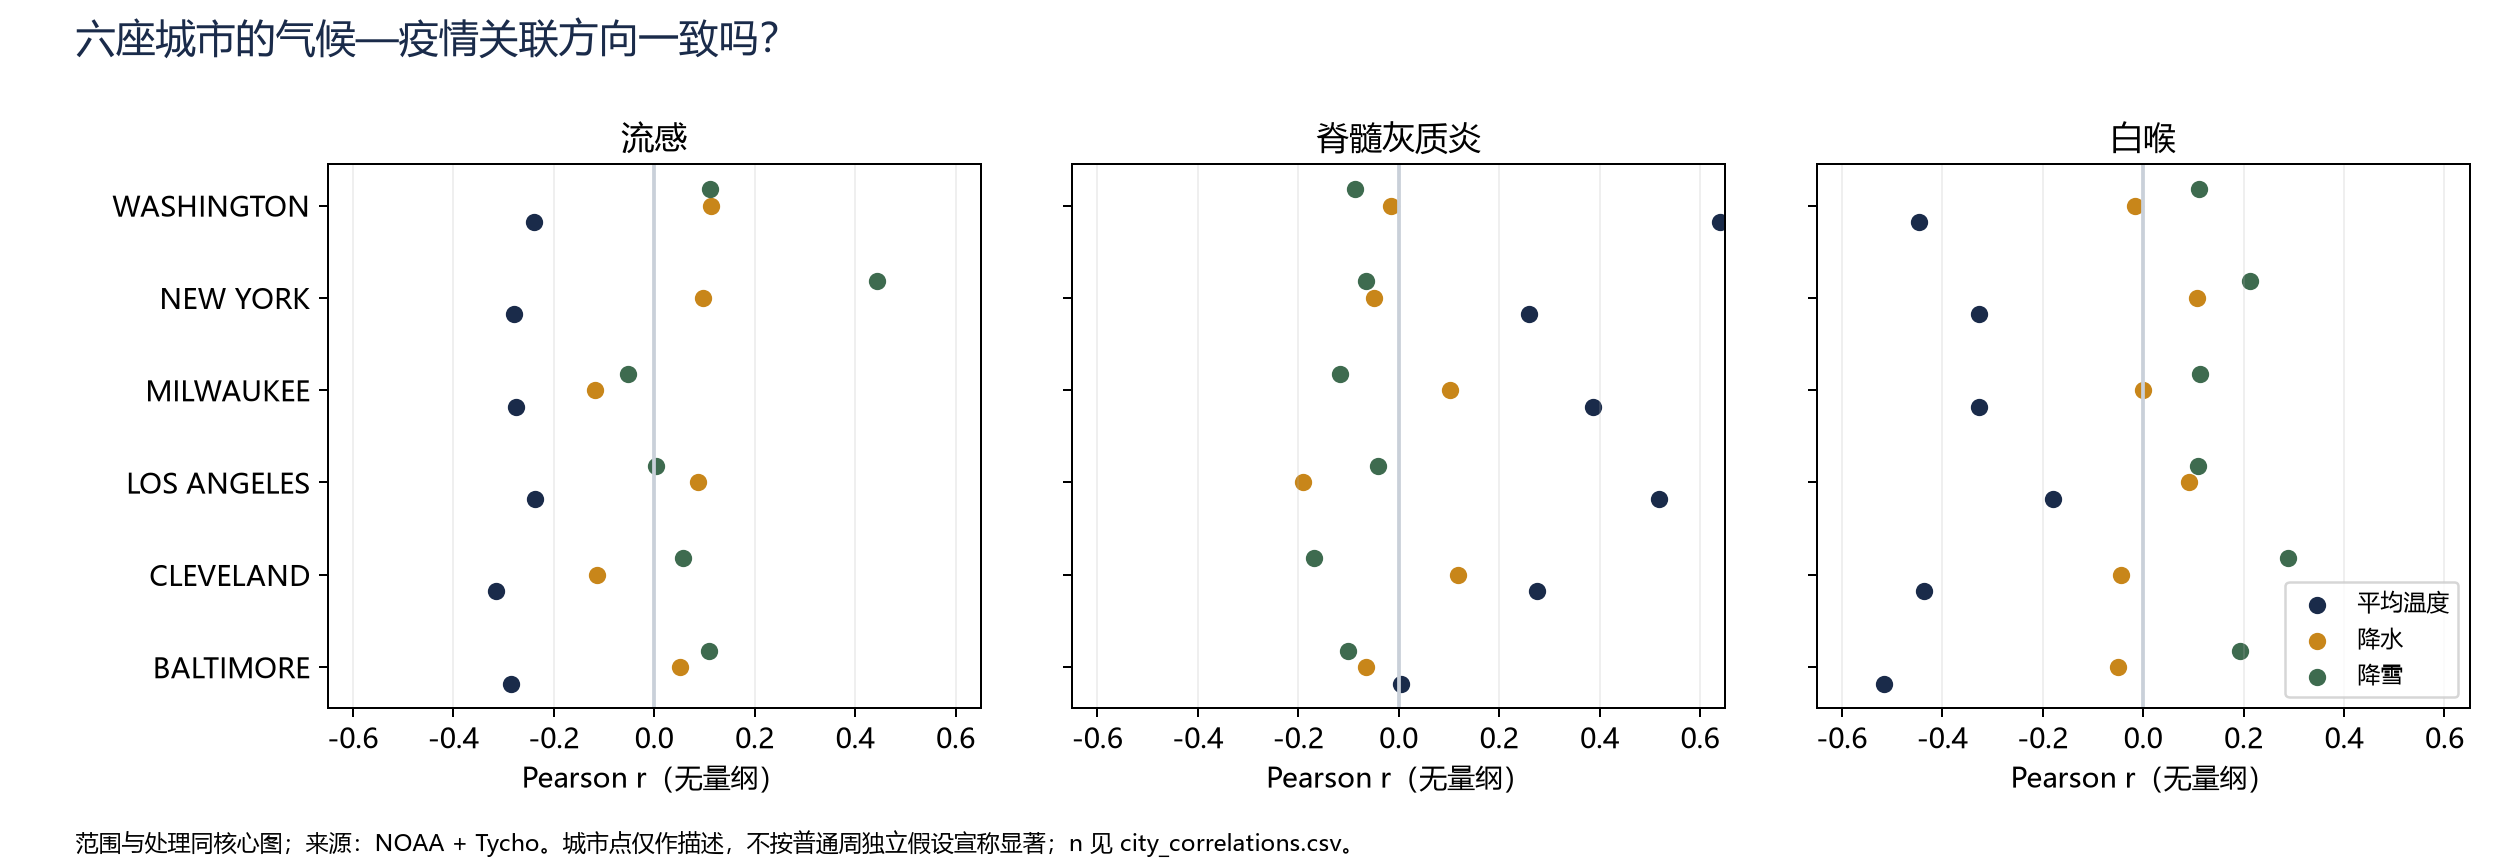 六座城市的气候—疫情关联方向一致吗？
流感
脊髓灰质炎
白喉
WASHINGTON
NEW YORK
MILWAUKEE
LOS ANGELES
CLEVELAND
BALTIMORE
平均温度
降水
降雪
-0.6 -0.4 -0.2 0.0 0.2 0.4 0.6
-0.6 -0.4 -0.2 0.0 0.2 0.4 0.6
-0.6 -0.4 -0.2 0.0 0.2 0.4 0.6
Pearson r（无量纲）
Pearson r（无量纲）
Pearson r（无量纲）
范围与处理同核心图；来源：NOAA + Tycho。城市点仅作描述，不按普通周独立假设宣称显著；n 见 city_correlations.csv。